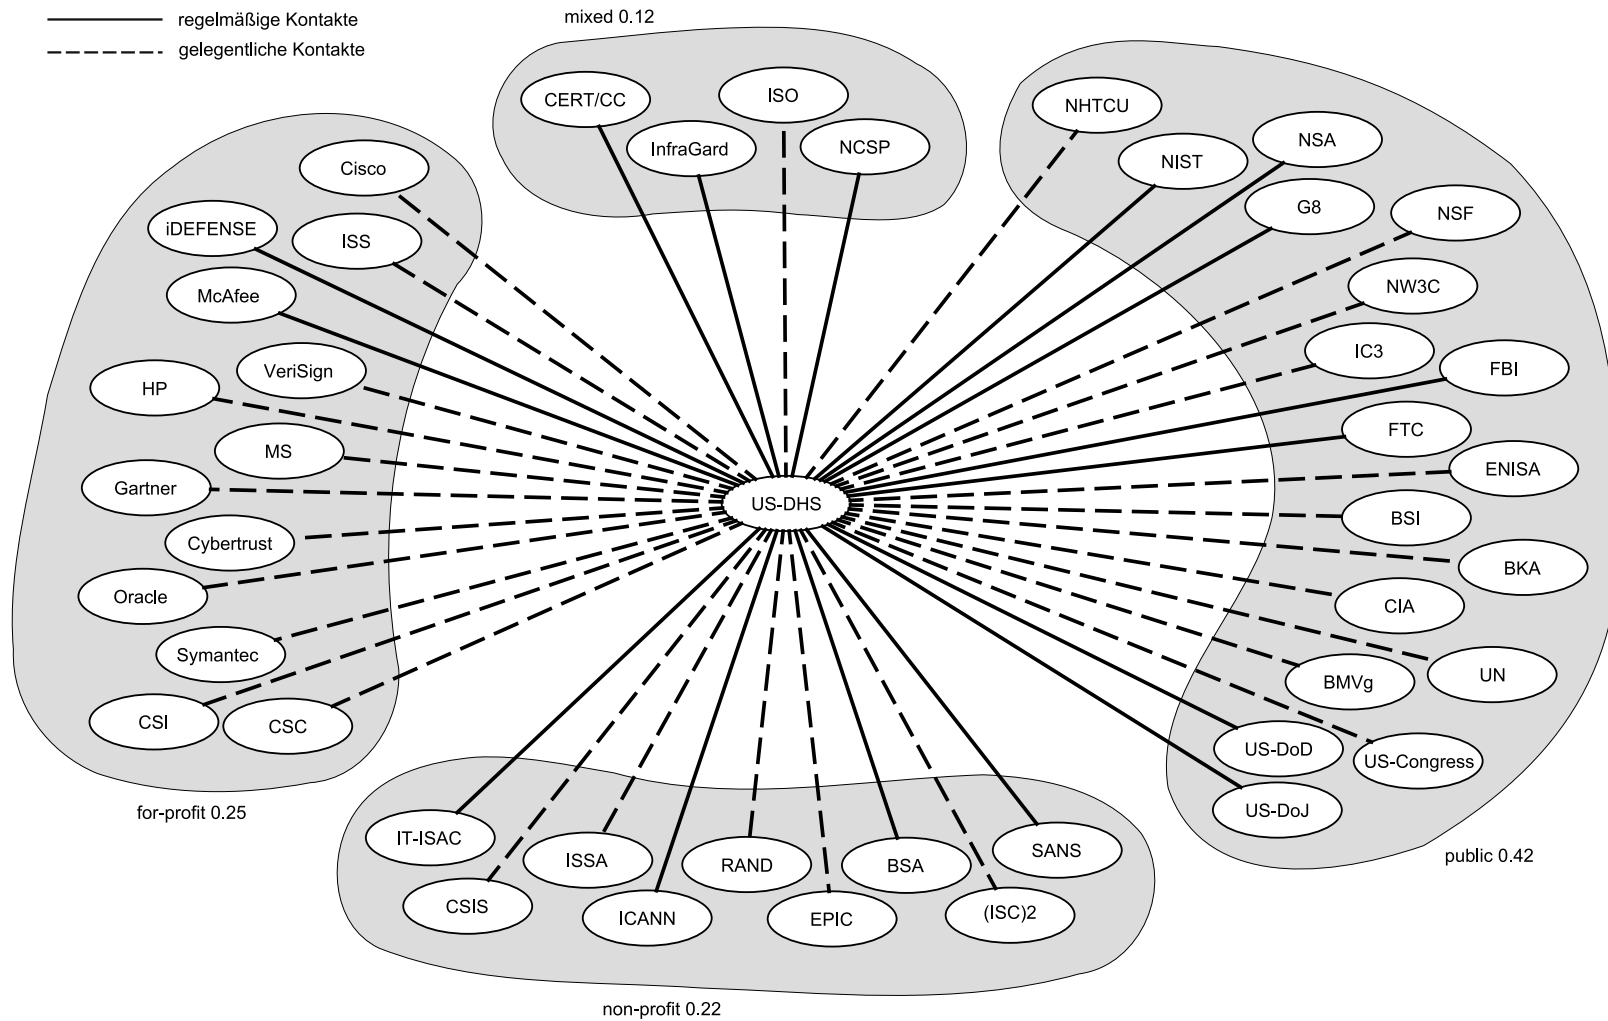 regelmäßige Kontakte
gelegentliche Kontakte
mixed 0.12
CERT/CC
ISO
InfraGard
NCSP
NHTCU
NIST
NSA
G8
NSF
NW3C
IC3
FBI
FTC
ENISA
BSI
BKA
CIA
UN
BMVg
US-DoD
US-Congress
US-DoJ
public 0.42
Cisco
iDEFENSE
ISS
McAfee
VeriSign
HP
MS
Gartner
Cybertrust
Oracle
Symantec
CSI
CSC
for-profit 0.25
US-DHS
IT-ISAC
ISSA
RAND
BSA
SANS
CSIS
ICANN
EPIC
(ISC)2
non-profit 0.22